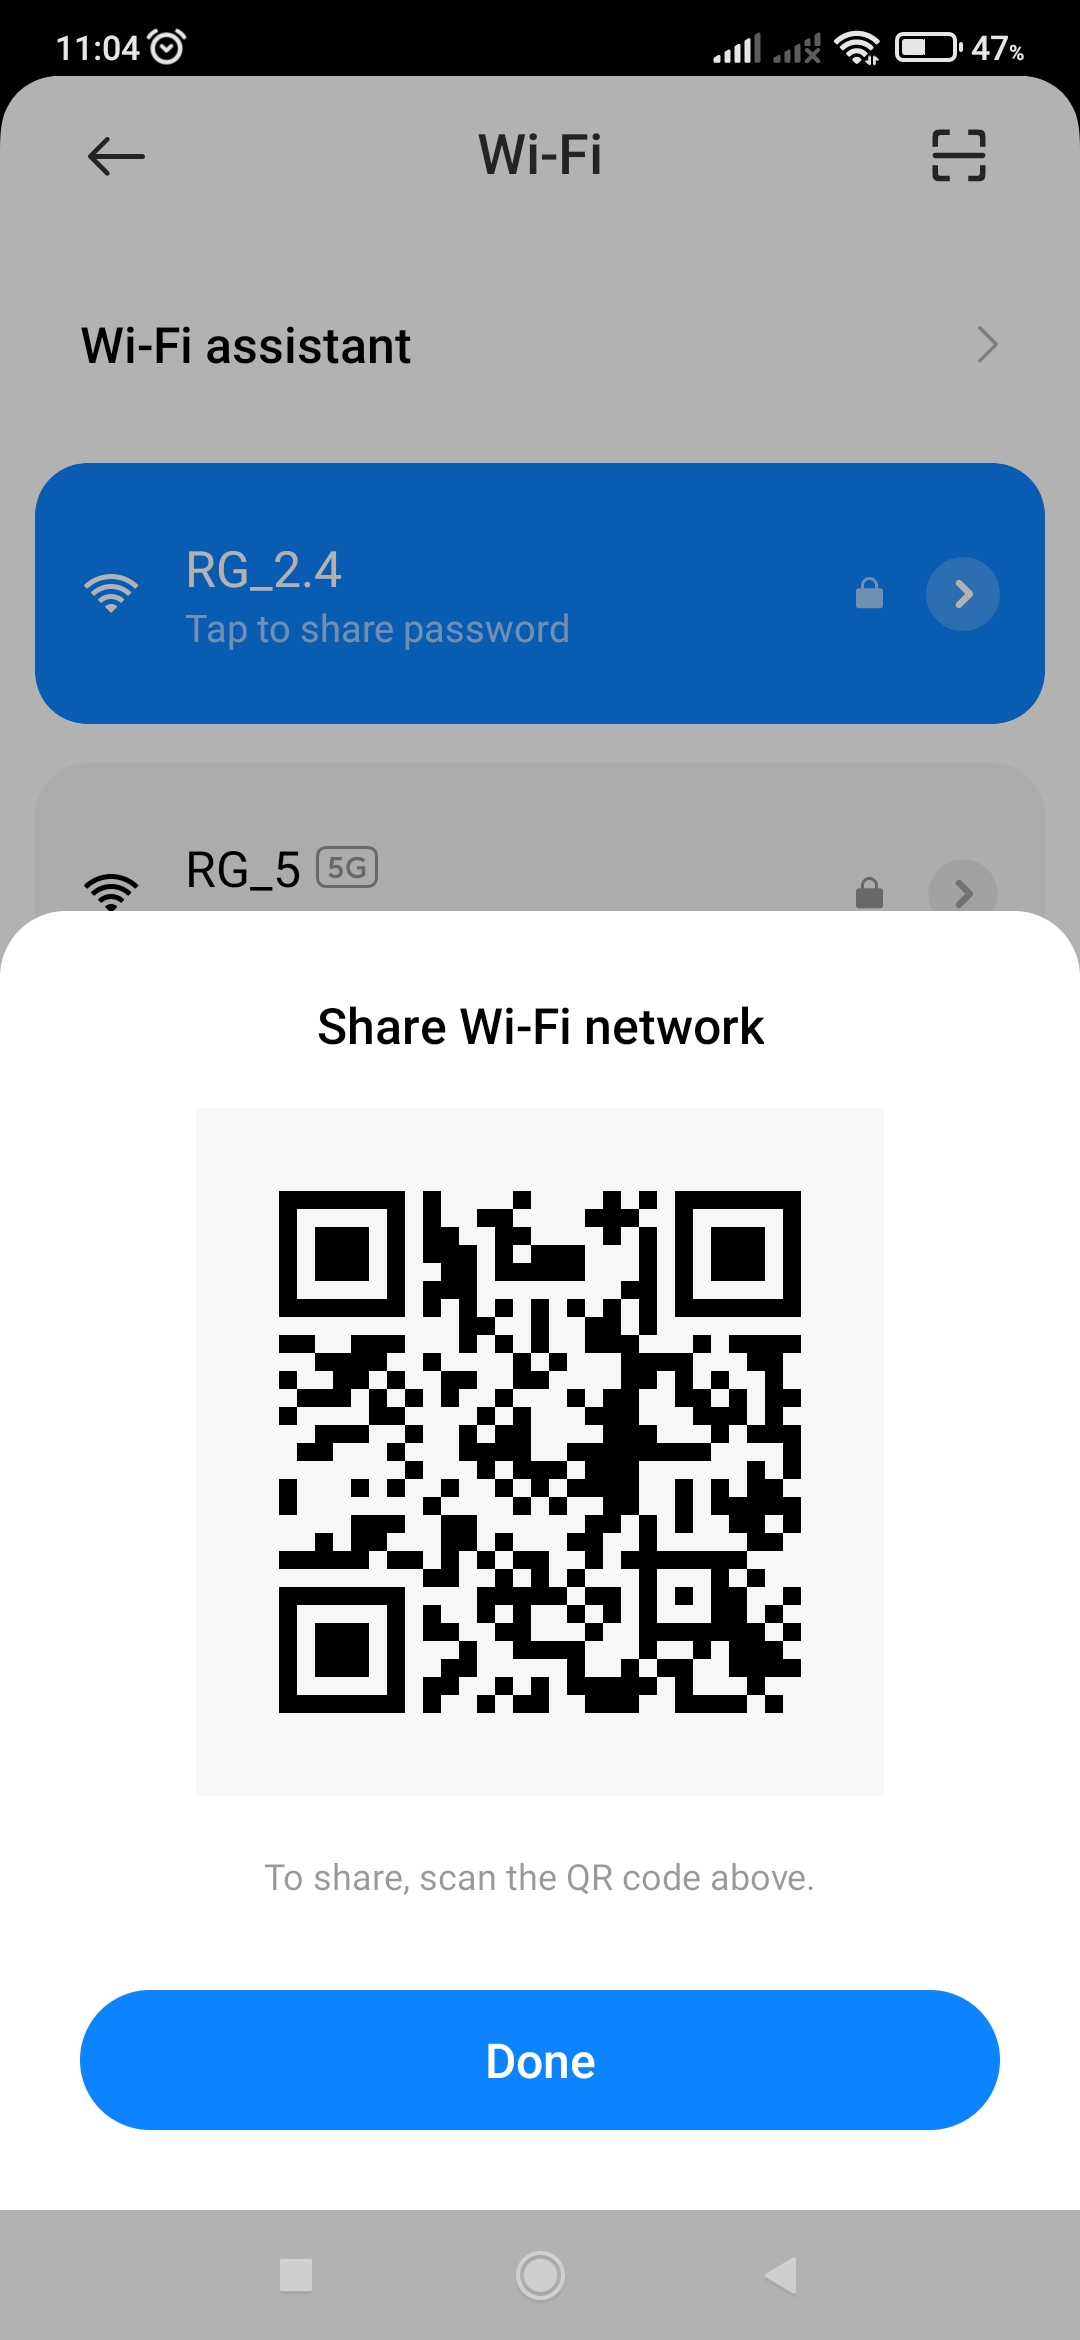 11:04
47%
Wi-Fi
Wi-Fi assistant
RG_2.4
Tap to share password
RG_5 5G
Share Wi-Fi network
To share, scan the QR code above.
Done